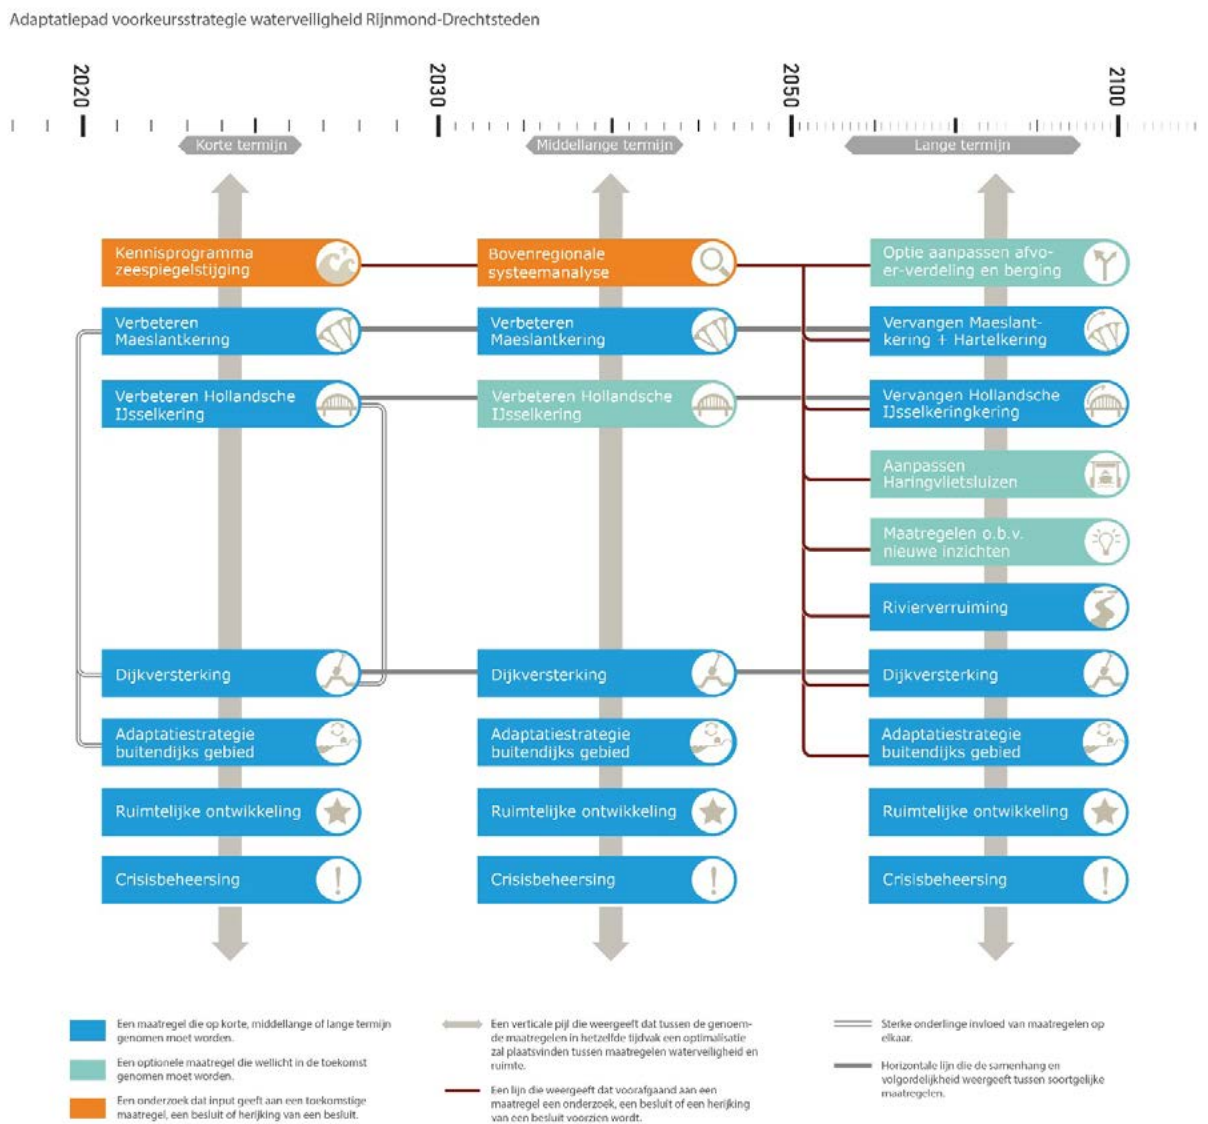 Adaptatiepad voorkeursstrategie waterveiligheid Rijnmond-Drechtsteden
2020
2030
2050
2100
Korte termijn
Middellange termijn
Lange termijn
Kennisprogramma
zeespiegelstijging
Bovenregionale
systeemanalyse
Optie aanpassen afvo-
er-verdeling en berging
Verbeteren
Maeslantkering
Verbeteren
Maeslantkering
Vervangen Maeslant-
kering + Hartelkering
Verbeteren Hollandsche
IJsselkering
Verbeteren Hollandsche
IJsselkering
Vervangen Hollandsche
IJsselkeringkering
Aanpassen
Haringvlietsluizen
Maatregelen o.b.v.
nieuwe inzichten
Rivierverruiming
Dijkversterking
Dijkversterking
Dijkversterking
Adaptatiestrategie
buitendijks gebied
Adaptatiestrategie
buitendijks gebied
Adaptatiestrategie
buitendijks gebied
Ruimtelijke ontwikkeling
Ruimtelijke ontwikkeling
Ruimtelijke ontwikkeling
Crisisbeheersing
Crisisbeheersing
Crisisbeheersing
Een maatregel die op korte, middellange of lange termijn
genomen moet worden.
Een optionele maatregel die wellicht in de toekomst
genomen moet worden.
Een onderzoek dat input geeft aan een toekomstige
maatregel, een besluit of herijking van een besluit.
Een verticale pijl die weergeeft dat tussen de genoem-
de maatregelen in hetzelfde tijdvak een optimalisatie
zal plaatsvinden tussen maatregelen waterveiligheid en
ruimte.
Een lijn die weergeeft dat voorafgaand aan een
maatregel een onderzoek, een besluit of een herijking
van een besluit voorzien wordt.
Sterke onderlinge invloed van maatregelen op
elkaar.
Horizontale lijn die de samenhang en
volgordelijkheid weergeeft tussen soortgelijke
maatregelen.